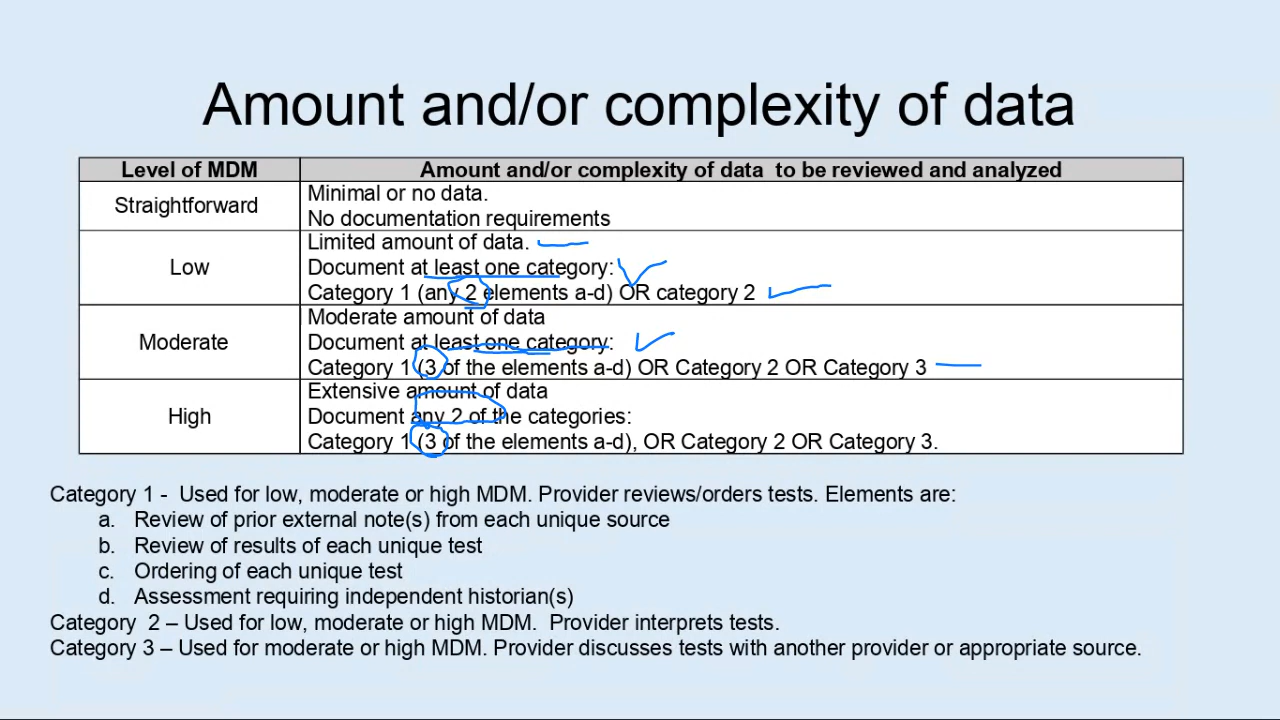 Amount and/or complexity of data
Level of MDM
Amount and/or complexity of data to be reviewed and analyzed
Straightforward
Minimal or no data.
No documentation requirements
Low
Limited amount of data.
Document at least one category:
Category 1 (any 2 elements a-d) OR category 2
Moderate
Moderate amount of data
Document at least one category:
Category 1 (3 of the elements a-d) OR Category 2 OR Category 3
High
Extensive amount of data
Document any 2 of the categories:
Category 1 (3 of the elements a-d), OR Category 2 OR Category 3.
Category 1 - Used for low, moderate or high MDM. Provider reviews/orders tests. Elements are:
a. Review of prior external note(s) from each unique source
b. Review of results of each unique test
c. Ordering of each unique test
d. Assessment requiring independent historian(s)
Category 2 – Used for low, moderate or high MDM. Provider interprets tests.
Category 3 – Used for moderate or high MDM. Provider discusses tests with another provider or appropriate source.